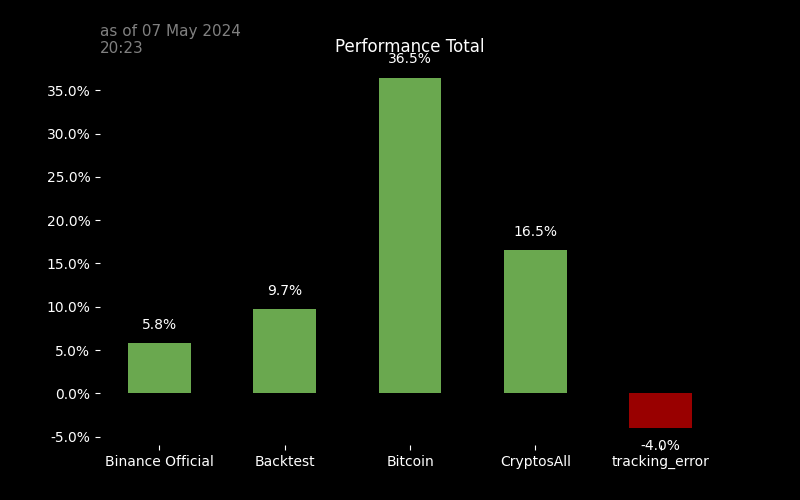 as of 07 May 2024
20:23
Performance Total
36.5%
35.0%
30.0%
25.0%
20.0%
16.5%
15.0%
10.0%
9.7%
5.8%
5.0%
0.0%
-5.0%
-4.0%
Binance Official
Backtest
Bitcoin
CryptosAll
tracking_error